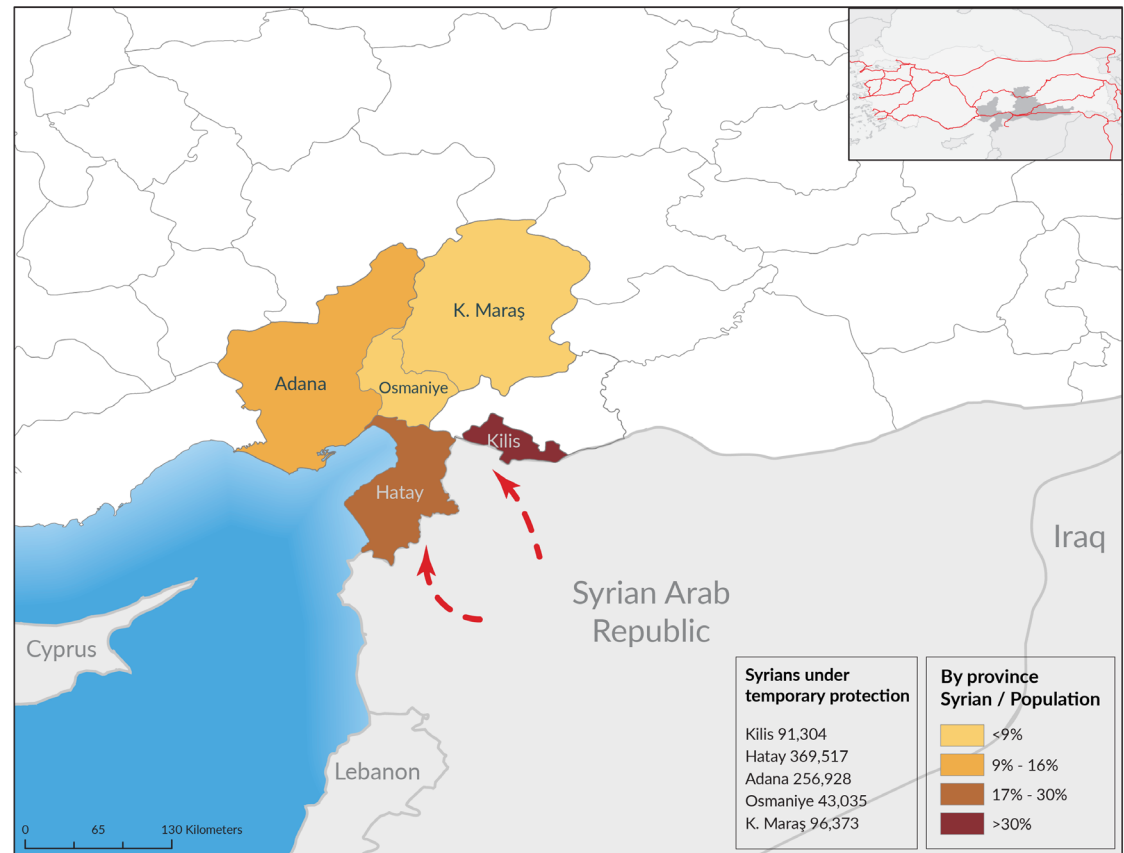 K. Maraş
Adana
Osmaniye
Kilis
Hatay
Iraq
Syrian Arab
Republic
Cyprus
Lebanon
Syrians under
temporary protection
Kilis 91,304
Hatay 369,517
Adana 256,928
Osmaniye 43,035
K. Maraş 96,373
By province
Syrian / Population
<9%
9% - 16%
17% - 30%
>30%
0 65 130 Kilometers